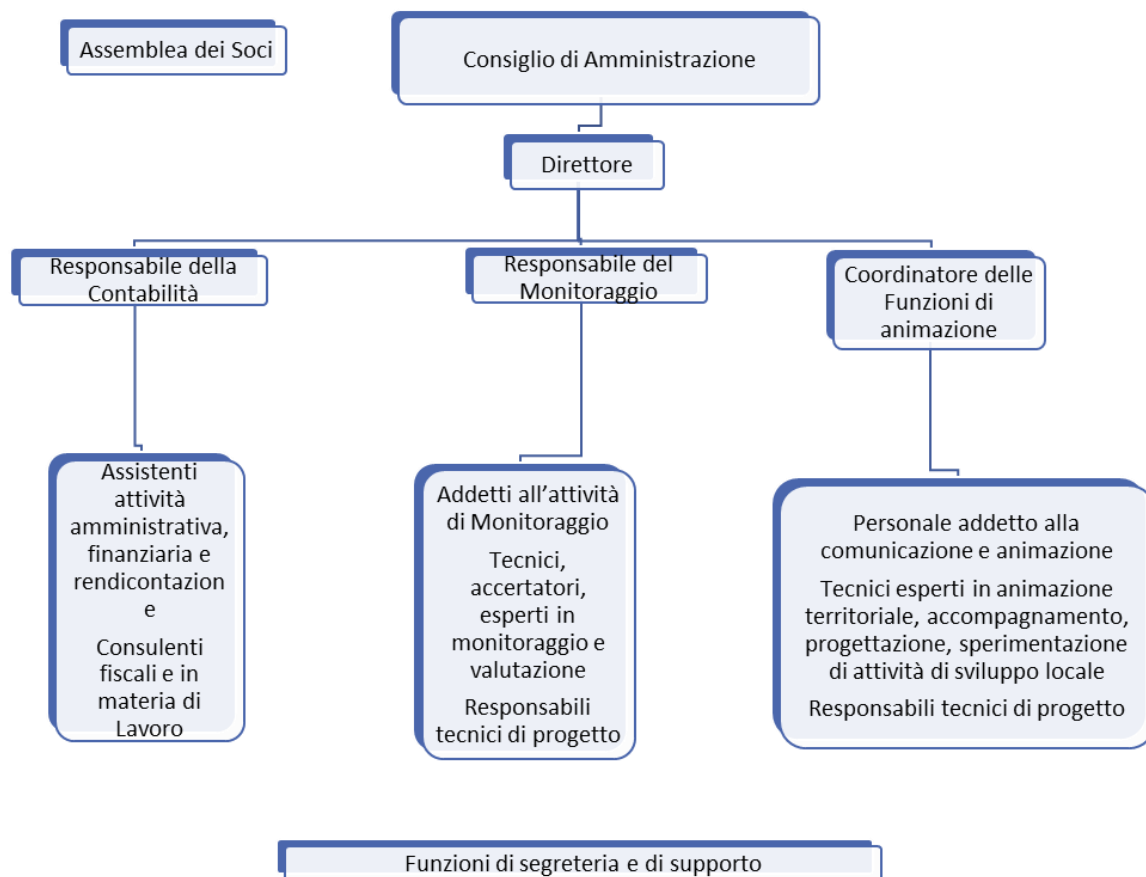 Assemblea dei Soci
Consiglio di Amministrazione
Direttore
Responsabile della
Contabilità
Responsabile del
Monitoraggio
Coordinatore delle
Funzioni di
animazione
Assistenti
attività
amministrativa,
finanziaria e
rendicontazion
e
Consulenti
fiscali e in
materia di
Lavoro
Addetti all’attività
di Monitoraggio
Tecnici,
accertatori,
esperti in
monitoraggio e
valutazione
Responsabili
tecnici di progetto
Personale addetto alla
comunicazione e animazione
Tecnici esperti in animazione
territoriale, accompagnamento,
progettazione, sperimentazione
di attività di sviluppo locale
Responsabili tecnici di progetto
Funzioni di segreteria e di supporto